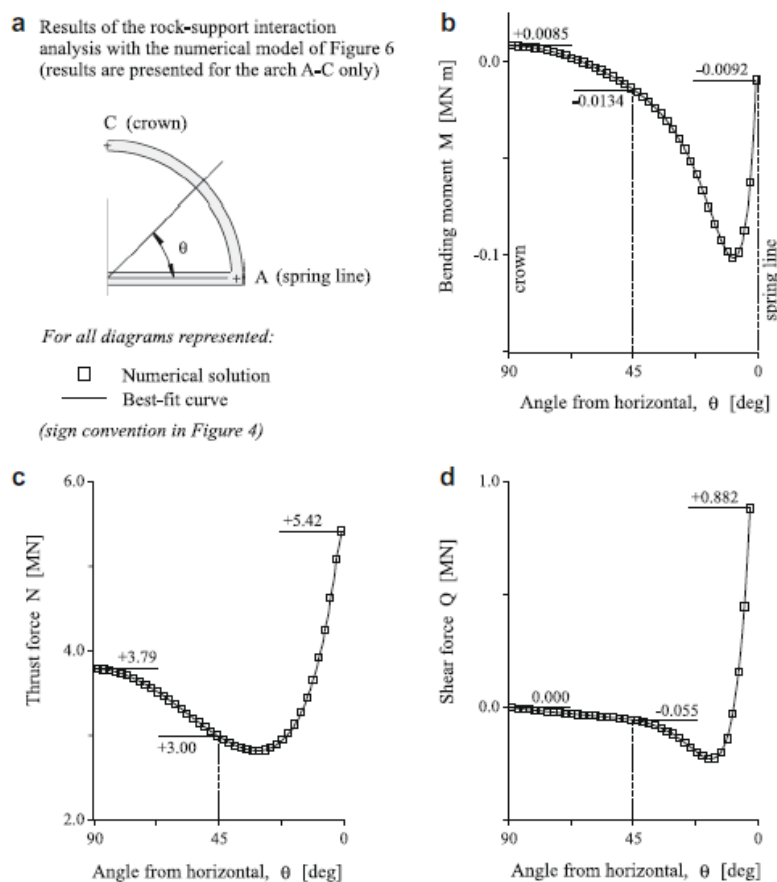 a Results of the rock-support interaction
analysis with the numerical model of Figure 6
(results are presented for the arch A-C only)
C (crown)
θ
A (spring line)
For all diagrams represented:
Numerical solution
Best-fit curve
(sign convention in Figure 4)
b
Bending moment M [MN m]
0.0
-0.1
+0.0085
-0.0134
-0.0092
crown
spring line
90 45 0
Angle from horizontal, θ [deg]
c
Thrust force N [MN]
6.0
4.0
2.0
+3.79
+3.00
+5.42
90 45 0
Angle from horizontal, θ [deg]
d
Shear force Q [MN]
1.0
0.0
+0.882
0.000
-0.055
90 45 0
Angle from horizontal, θ [deg]